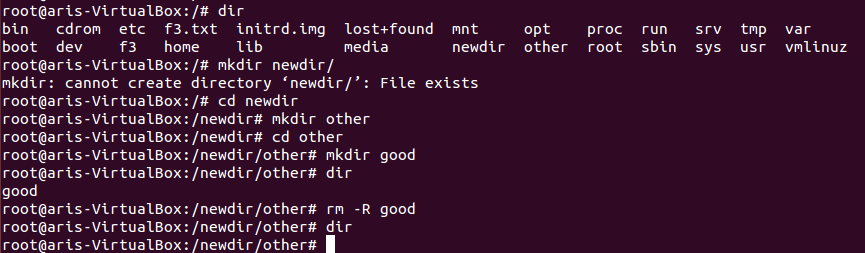 root@aris-VirtualBox:/# dir
bin   cdrom  etc  f3.txt  initrd.img  lost+found  mnt     opt    proc  run   srv  tmp  var
boot  dev    f3   home    lib         media       newdir  other  root  sbin  sys  usr  vmlinuz
root@aris-VirtualBox:/# mkdir newdir/
mkdir: cannot create directory ‘newdir/’: File exists
root@aris-VirtualBox:/# cd newdir
root@aris-VirtualBox:/newdir# mkdir other
root@aris-VirtualBox:/newdir# cd other
root@aris-VirtualBox:/newdir/other# mkdir good
root@aris-VirtualBox:/newdir/other# dir
good
root@aris-VirtualBox:/newdir/other# rm -R good
root@aris-VirtualBox:/newdir/other# dir
root@aris-VirtualBox:/newdir/other#